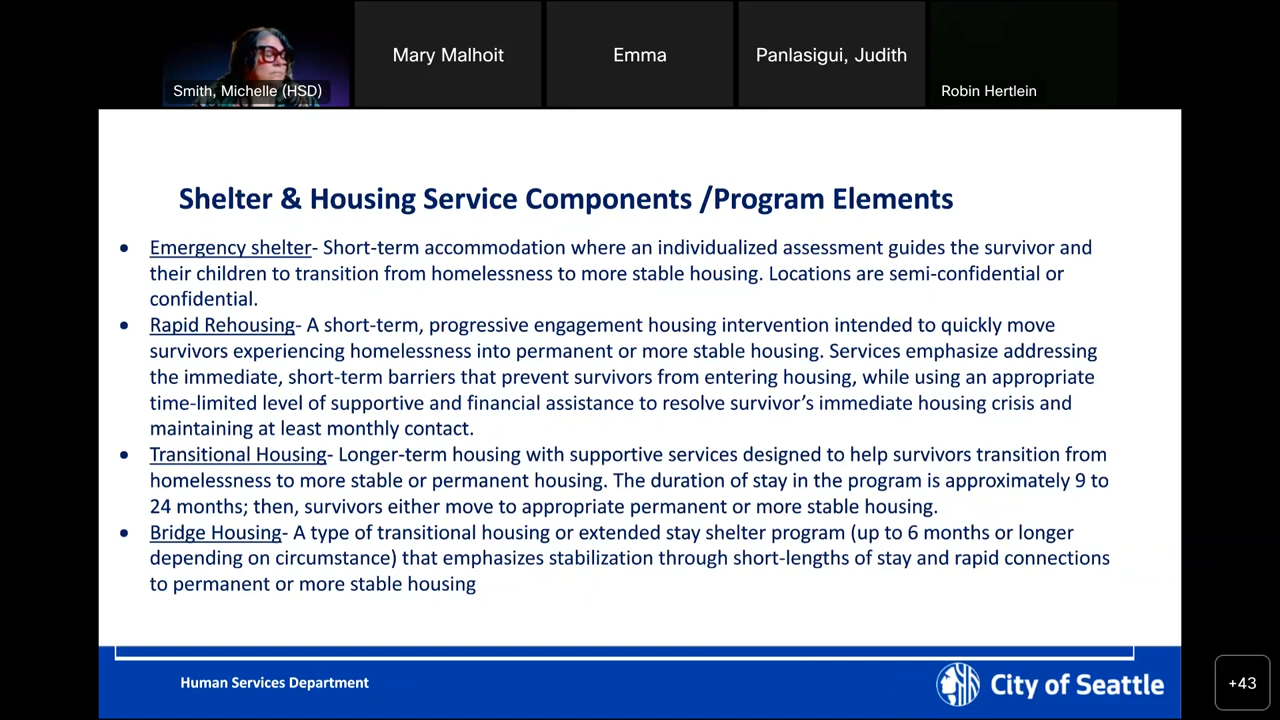 Smith, Michelle (HSD)
Mary Malhoit
Emma
Panlasigui, Judith
Robin Hertlein
Shelter & Housing Service Components /Program Elements
• Emergency shelter- Short-term accommodation where an individualized assessment guides the survivor and
their children to transition from homelessness to more stable housing. Locations are semi-confidential or
confidential.
• Rapid Rehousing- A short-term, progressive engagement housing intervention intended to quickly move
survivors experiencing homelessness into permanent or more stable housing. Services emphasize addressing
the immediate, short-term barriers that prevent survivors from entering housing, while using an appropriate
time-limited level of supportive and financial assistance to resolve survivor’s immediate housing crisis and
maintaining at least monthly contact.
• Transitional Housing- Longer-term housing with supportive services designed to help survivors transition from
homelessness to more stable or permanent housing. The duration of stay in the program is approximately 9 to
24 months; then, survivors either move to appropriate permanent or more stable housing.
• Bridge Housing- A type of transitional housing or extended stay shelter program (up to 6 months or longer
depending on circumstance) that emphasizes stabilization through short-lengths of stay and rapid connections
to permanent or more stable housing
Human Services Department
City of Seattle
+43